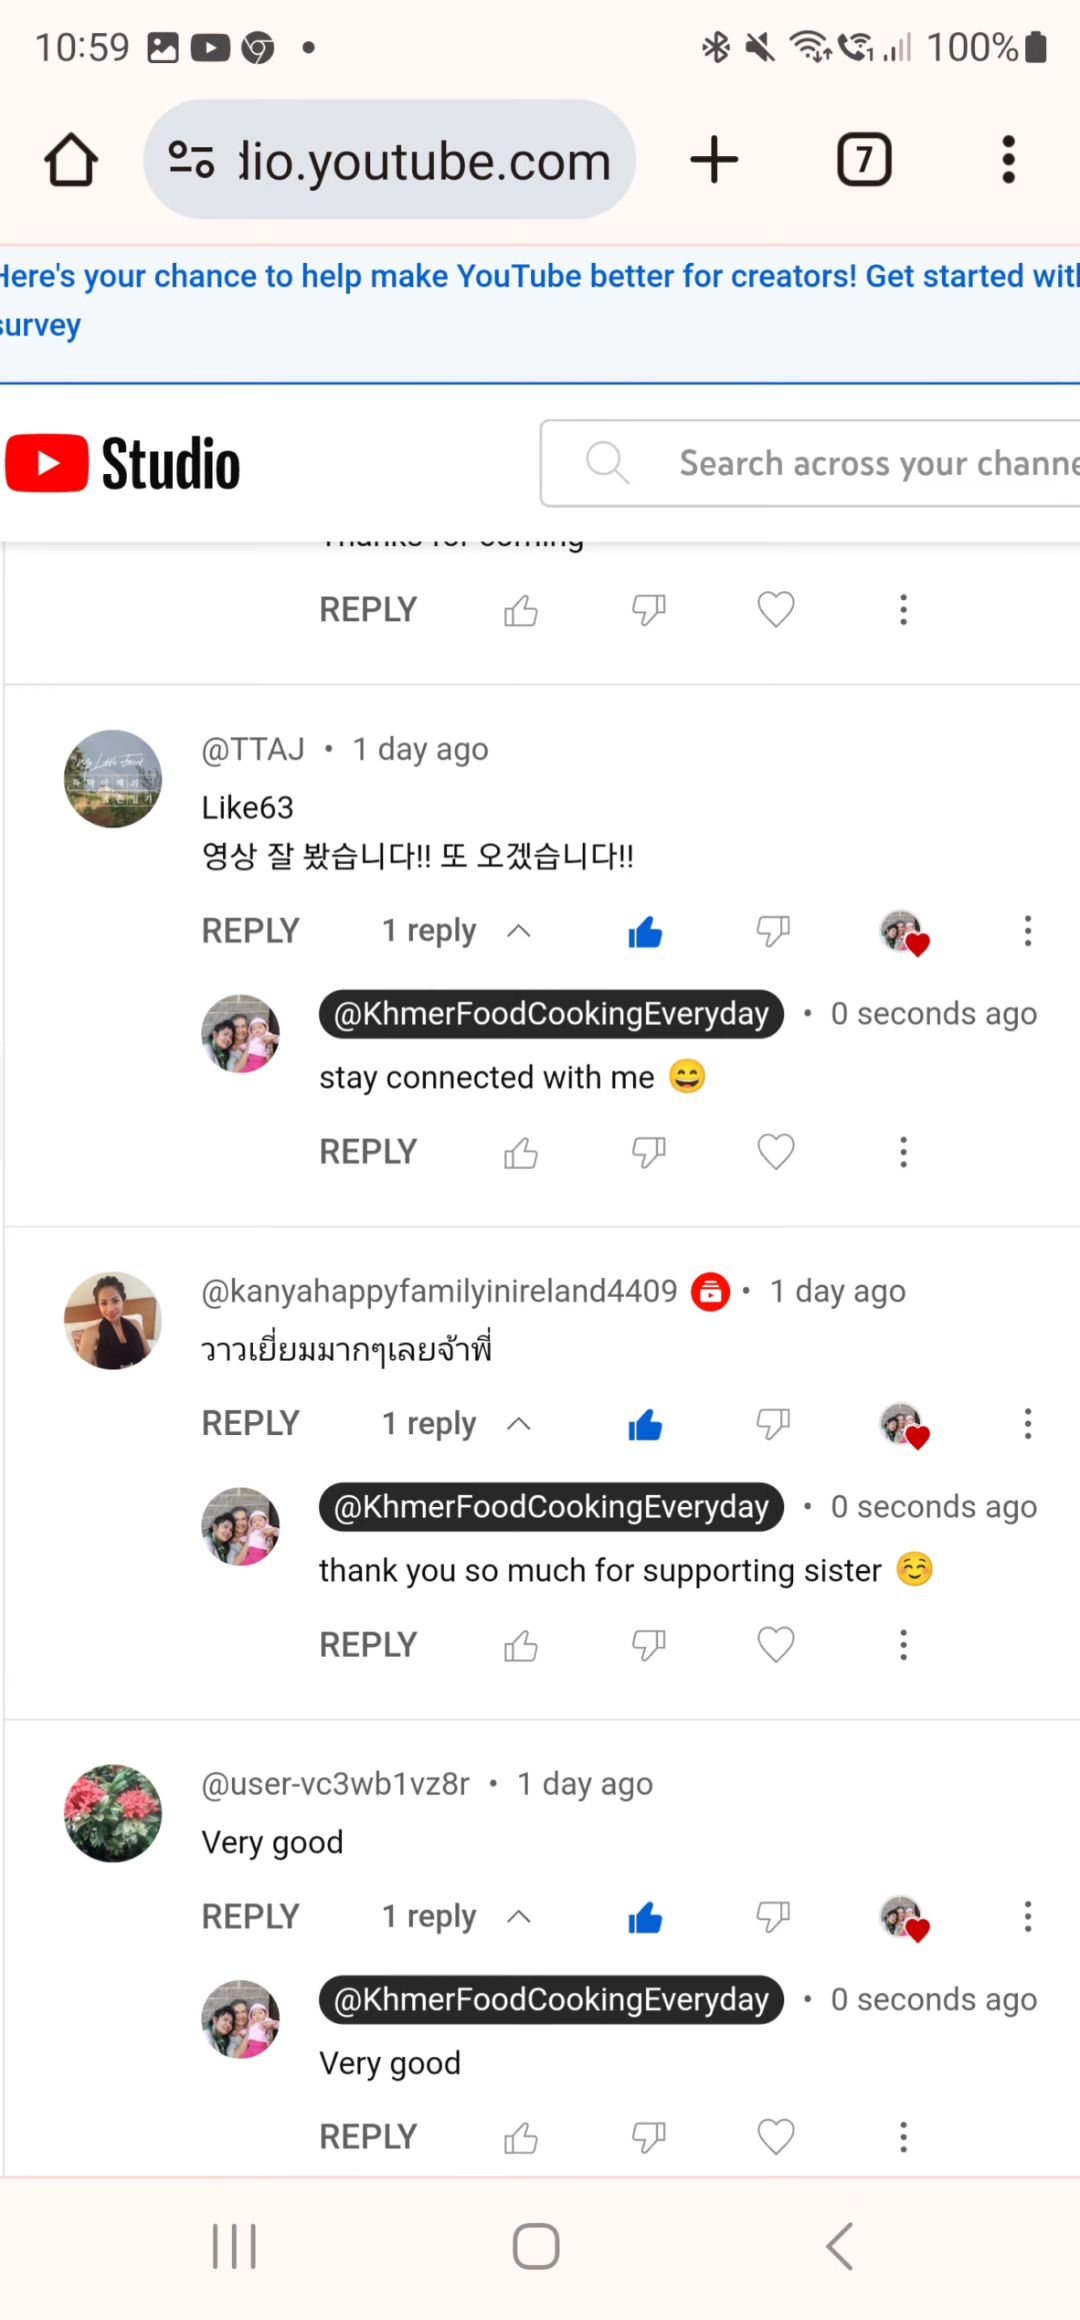 10:59
100%
dio.youtube.com
7
Here's your chance to help make YouTube better for creators! Get started with
survey
Studio
Search across your channe
Thanks for coming
REPLY
@TTAJ • 1 day ago
Like63
영상 잘 봤습니다!! 또 오겠습니다!!
REPLY 1 reply
@KhmerFoodCookingEveryday • 0 seconds ago
stay connected with me 😄
REPLY
@kanyahappyfamilyinireland4409 • 1 day ago
ว้าวเยี่ยมมากๆเลยจ้าพี่
REPLY 1 reply
@KhmerFoodCookingEveryday • 0 seconds ago
thank you so much for supporting sister ☺️
REPLY
@user-vc3wb1vz8r • 1 day ago
Very good
REPLY 1 reply
@KhmerFoodCookingEveryday • 0 seconds ago
Very good
REPLY